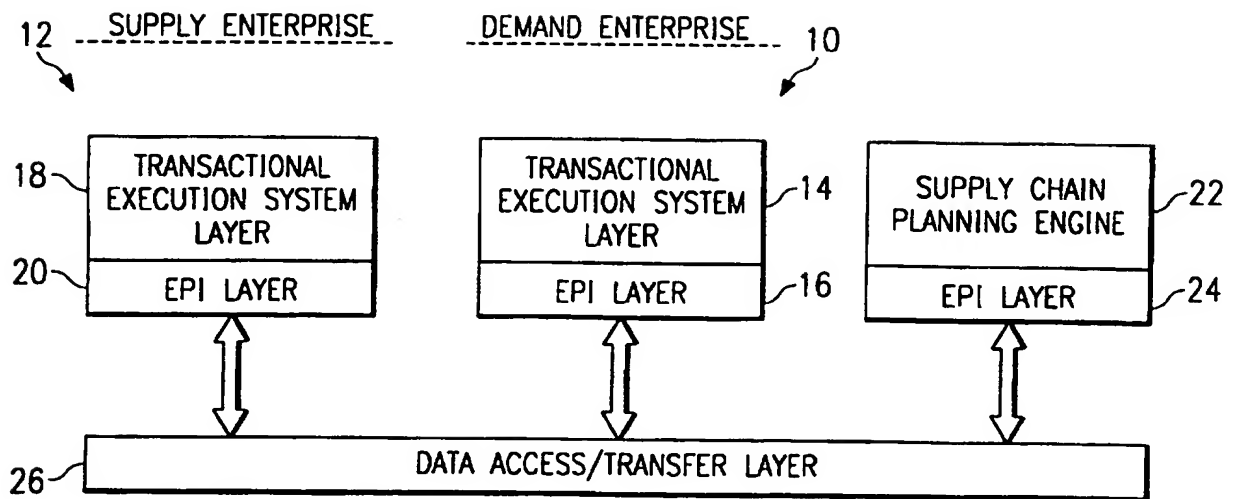 12
SUPPLY ENTERPRISE
DEMAND ENTERPRISE
10
18
TRANSACTIONAL
EXECUTION SYSTEM
LAYER
20
EPI LAYER
TRANSACTIONAL
EXECUTION SYSTEM
LAYER
14
EPI LAYER
16
SUPPLY CHAIN
PLANNING ENGINE
22
EPI LAYER
24
26
DATA ACCESS/TRANSFER LAYER